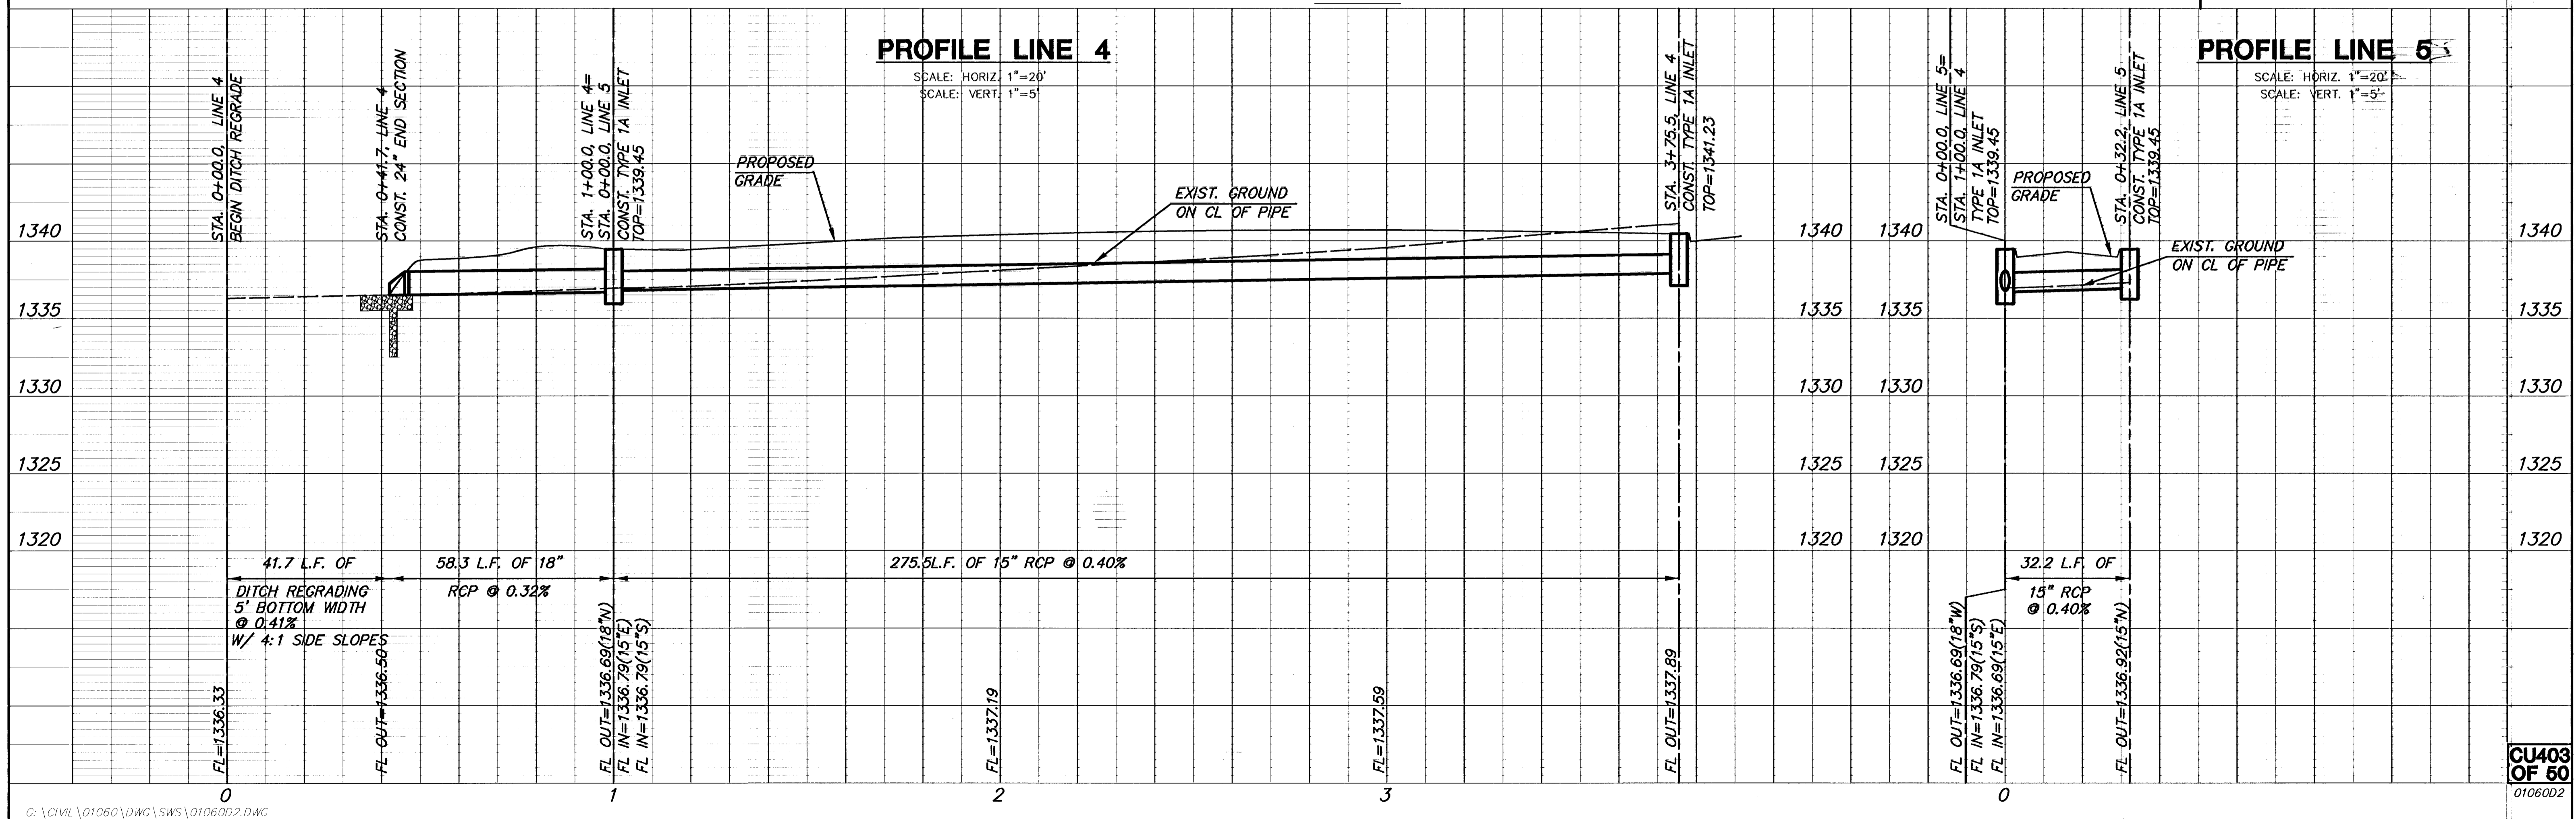 PROFILE LINE 4
SCALE: HORIZ. 1"=20'
SCALE: VERT. 1"=5'
STA. 0+00.0, LINE 4
BEGIN DITCH REGRADE
STA. 0+41.7, LINE 4
CONST. 24" END SECTION
STA. 1+00.0, LINE 4=
STA. 0+00.0, LINE 5
CONST. TYPE 1A INLET
TOP=1339.45
PROPOSED
GRADE
EXIST. GROUND
ON CL OF PIPE
STA. 3+75.5, LINE 4
CONST. TYPE 1A INLET
TOP=1341.23
1340
1335
1330
1325
1320
1340
1335
1330
1325
1320
41.7 L.F. OF
DITCH REGRADING
5' BOTTOM WIDTH
@ 0.41%
W/ 4:1 SIDE SLOPES
58.3 L.F. OF 18"
RCP @ 0.32%
275.5L.F. OF 15" RCP @ 0.40%
FL=1336.33
FL OUT=1336.50
FL OUT=1336.69(18"N)
FL IN=1336.79(15"E)
FL IN=1336.79(15"S)
FL=1337.19
FL=1337.59
FL OUT=1337.89
0
1
2
3
PROFILE LINE 5
SCALE: HORIZ. 1"=20'
SCALE: VERT. 1"=5'
STA. 0+00.0, LINE 5=
STA. 1+00.0, LINE 4
TYPE 1A INLET
TOP=1339.45
PROPOSED
GRADE
STA. 0+32.2, LINE 5
CONST. TYPE 1A INLET
TOP=1339.45
EXIST. GROUND
ON CL OF PIPE
1340
1335
1330
1325
1320
1340
1335
1330
1325
1320
32.2 L.F. OF
15" RCP
@ 0.40%
FL OUT=1336.69(18"W)
FL IN=1336.79(15"S)
FL IN=1336.69(15"E)
FL OUT=1336.92(15"N)
0
CU403
OF 50
01060D2
G:\CIVIL\01060\DWG\SWS\01060D2.DWG